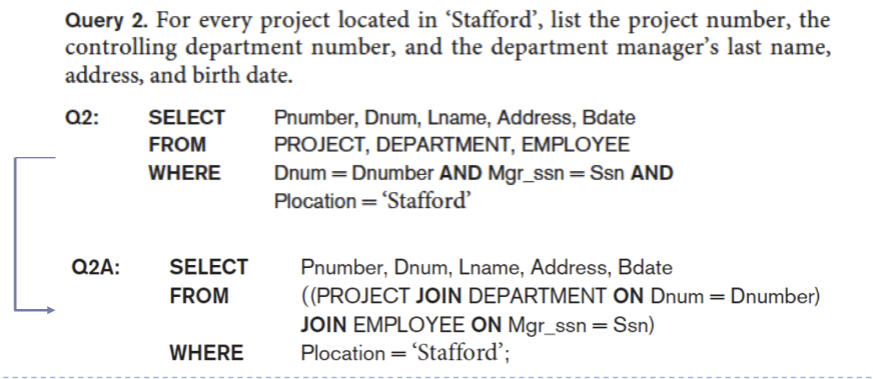 Query 2. For every project located in ‘Stafford’, list the project number, the
controlling department number, and the department manager’s last name,
address, and birth date.
Q2: SELECT Pnumber, Dnum, Lname, Address, Bdate
FROM PROJECT, DEPARTMENT, EMPLOYEE
WHERE Dnum = Dnumber AND Mgr_ssn = Ssn AND
Plocation = ‘Stafford’
Q2A: SELECT Pnumber, Dnum, Lname, Address, Bdate
FROM ((PROJECT JOIN DEPARTMENT ON Dnum = Dnumber)
JOIN EMPLOYEE ON Mgr_ssn = Ssn)
WHERE Plocation = ‘Stafford’;